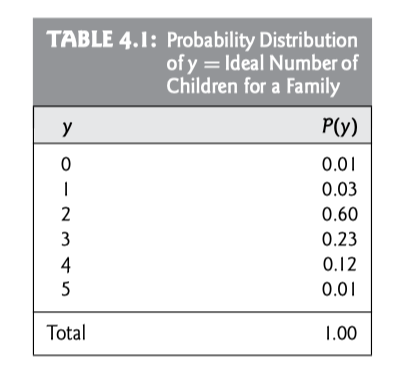 TABLE 4.1: Probability Distribution
of y = Ideal Number of
Children for a Family
y P(y)
0 0.01
1 0.03
2 0.60
3 0.23
4 0.12
5 0.01
Total 1.00